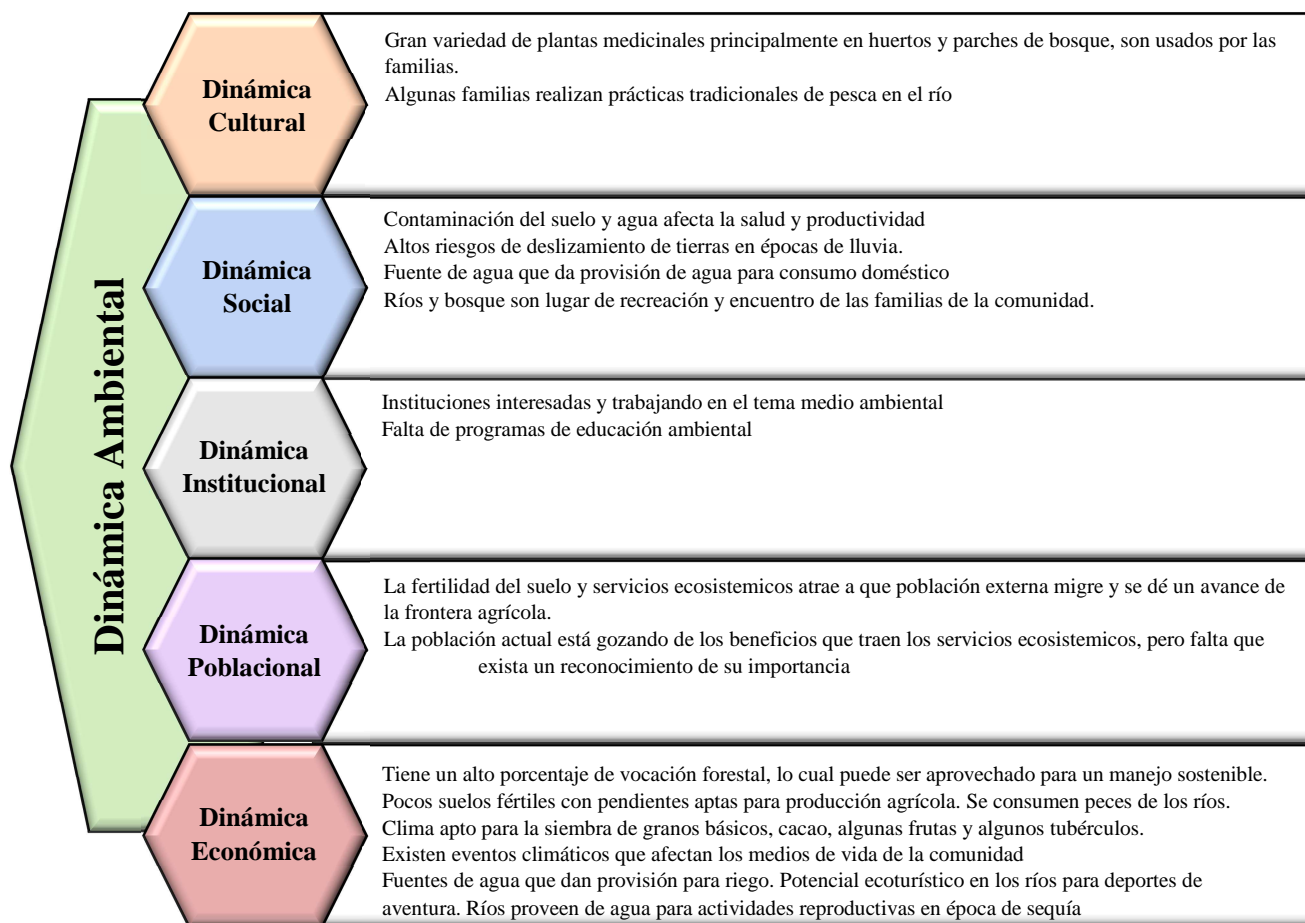 Dinámica Ambiental
Dinámica
Cultural
Gran variedad de plantas medicinales principalmente en huertos y parches de bosque, son usados por las
familias.
Algunas familias realizan prácticas tradicionales de pesca en el río
Dinámica
Social
Contaminación del suelo y agua afecta la salud y productividad
Altos riesgos de deslizamiento de tierras en épocas de lluvia.
Fuente de agua que da provisión de agua para consumo doméstico
Ríos y bosque son lugar de recreación y encuentro de las familias de la comunidad.
Dinámica
Institucional
Instituciones interesadas y trabajando en el tema medio ambiental
Falta de programas de educación ambiental
Dinámica
Poblacional
La fertilidad del suelo y servicios ecosistemicos atrae a que población externa migre y se dé un avance de
la frontera agrícola.
La población actual está gozando de los beneficios que traen los servicios ecosistemicos, pero falta que
exista un reconocimiento de su importancia
Dinámica
Económica
Tiene un alto porcentaje de vocación forestal, lo cual puede ser aprovechado para un manejo sostenible.
Pocos suelos fértiles con pendientes aptas para producción agrícola. Se consumen peces de los ríos.
Clima apto para la siembra de granos básicos, cacao, algunas frutas y algunos tubérculos.
Existen eventos climáticos que afectan los medios de vida de la comunidad
Fuentes de agua que dan provisión para riego. Potencial ecoturístico en los ríos para deportes de
aventura. Ríos proveen de agua para actividades reproductivas en época de sequía